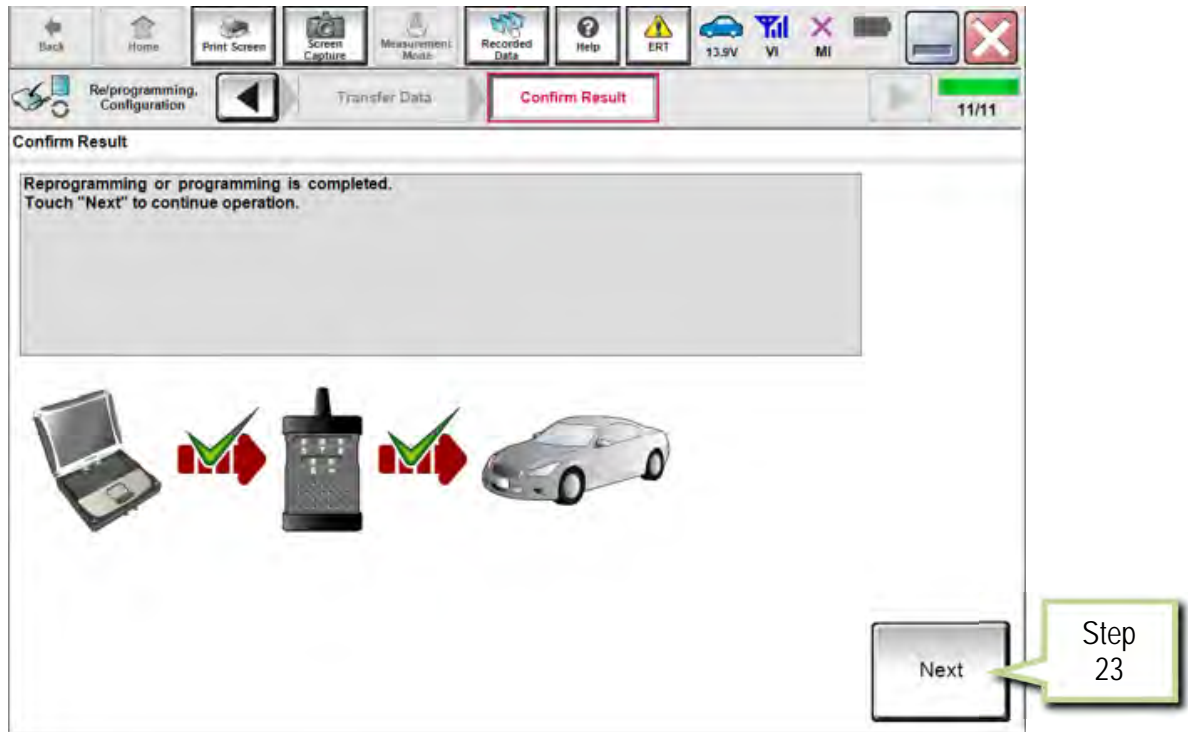 Back
Home
Print Screen
Screen
Capture
Measurement
Mode
Recorded
Data
Help
ERT
13.9V
VI
MI
Re/programming,
Configuration
Transfer Data
Confirm Result
11/11
Confirm Result
Reprogramming or programming is completed.
Touch "Next" to continue operation.
Next
Step
23